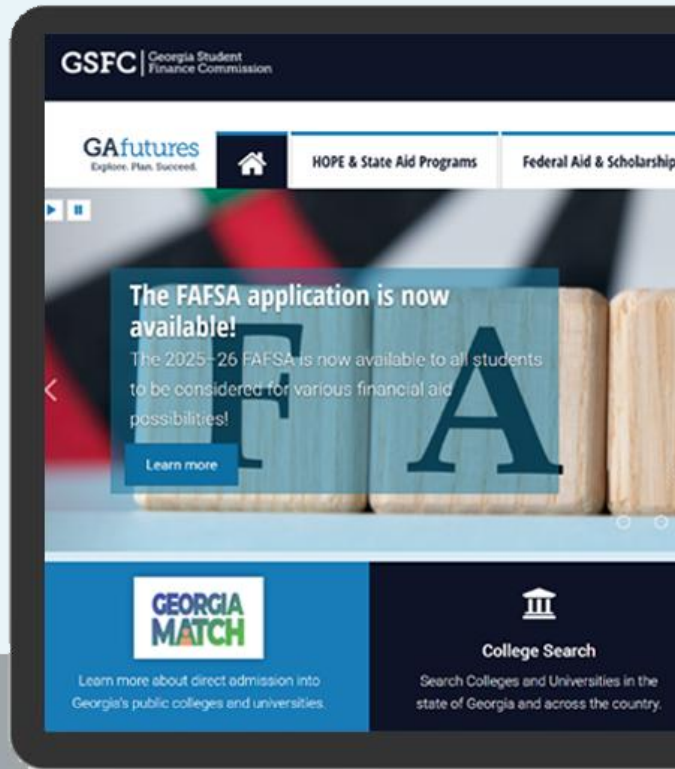 GSFC
Georgia Student
Finance Commission
GAfutures
Explore. Plan. Succeed.
HOPE & State Aid Programs
Federal Aid & Scholarship
The FAFSA application is now
available!
The 2025–26 FAFSA is now available to all students
to be considered for various financial aid
possibilities!
Learn more
F A
GEORGIA
MATCH
Learn more about direct admission into
Georgia's public colleges and universities.
College Search
Search Colleges and Universities in the
state of Georgia and across the country.